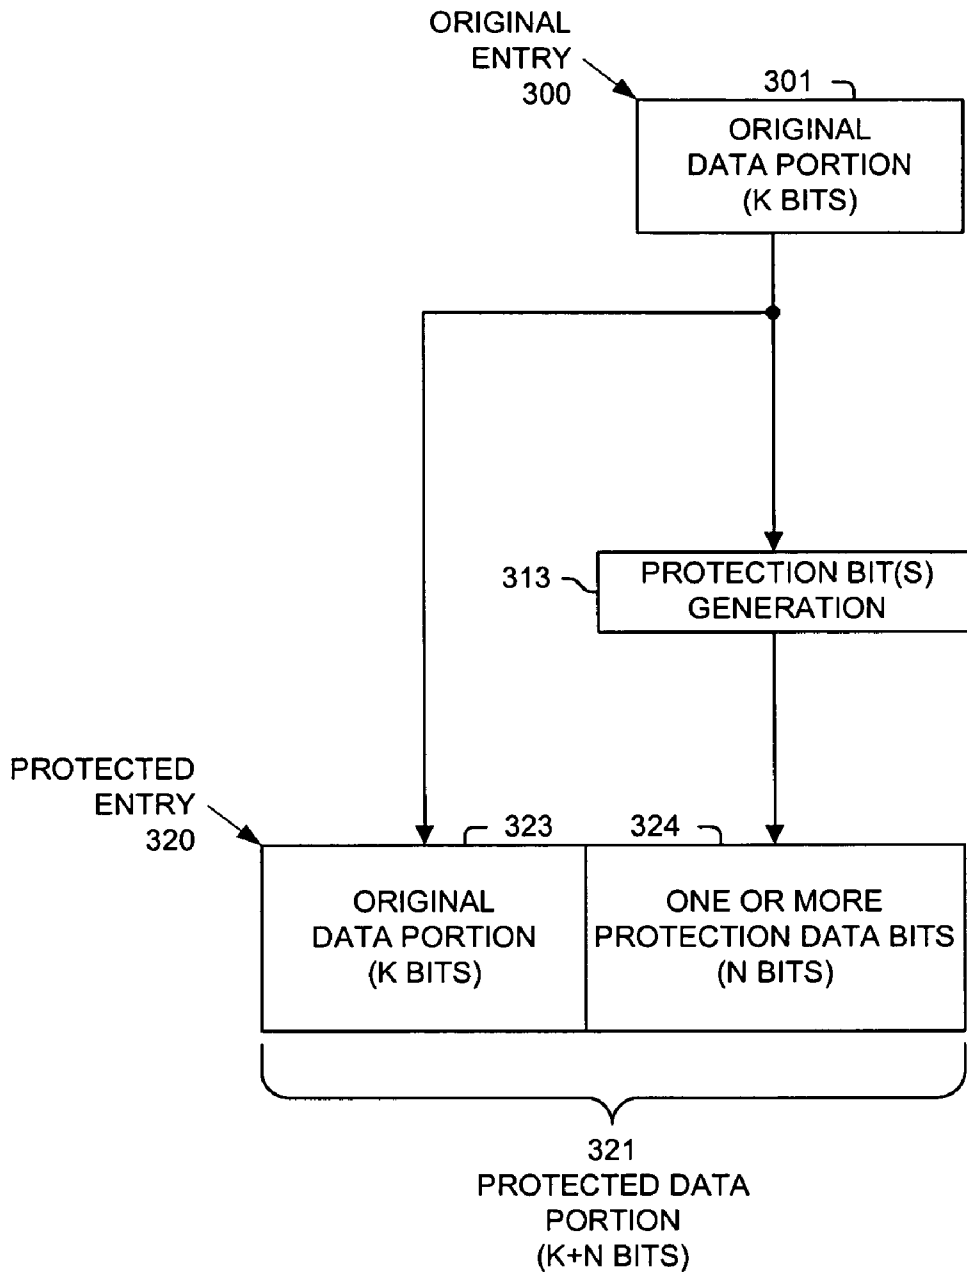 ORIGINAL
ENTRY
300
301
ORIGINAL
DATA PORTION
(K BITS)
313
PROTECTION BIT(S)
GENERATION
PROTECTED
ENTRY
320
323
324
ORIGINAL
DATA PORTION
(K BITS)
ONE OR MORE
PROTECTION DATA BITS
(N BITS)
321
PROTECTED DATA
PORTION
(K+N BITS)